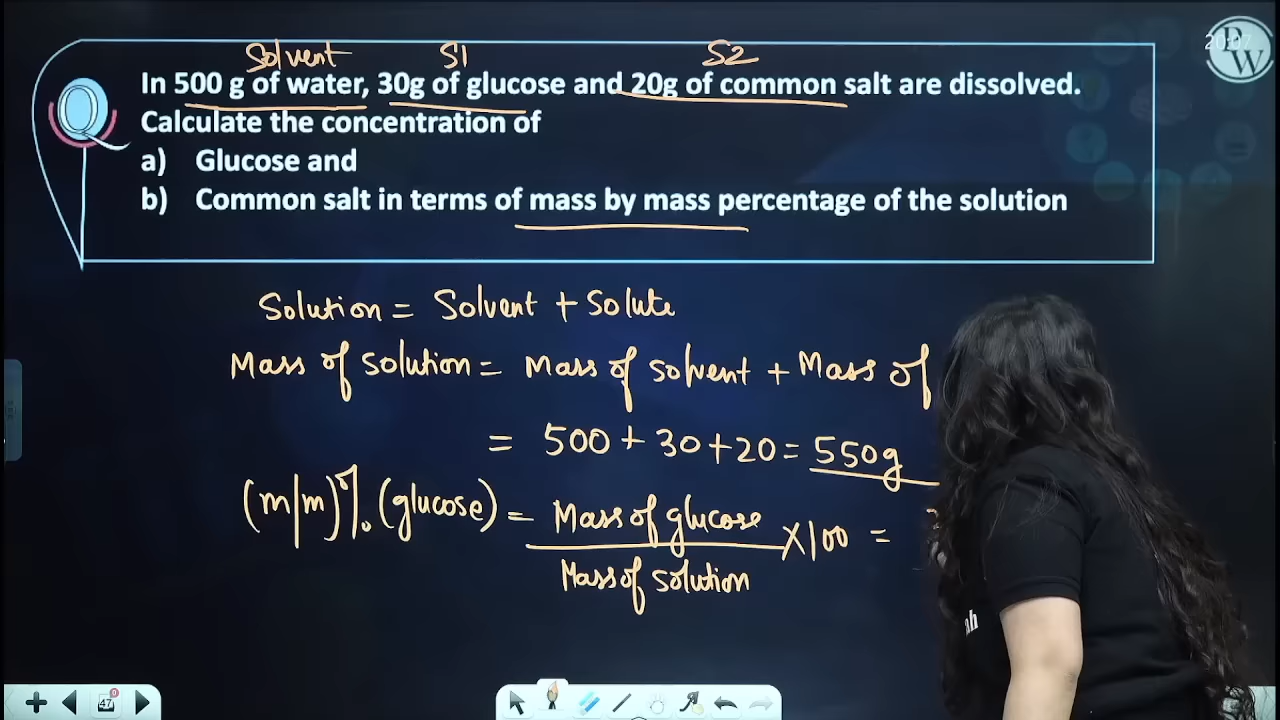 Solvent S1 S2
In 500 g of water, 30g of glucose and 20g of common salt are dissolved.
Calculate the concentration of
a) Glucose and
b) Common salt in terms of mass by mass percentage of the solution
Solution = Solvent + Solute
Mass of solution = Mass of solvent + Mass of
= 500 + 30 + 20 = 550g
(m/m)% (glucose) = Mass of glucose X100 =
Mass of solution
PW
Q
47